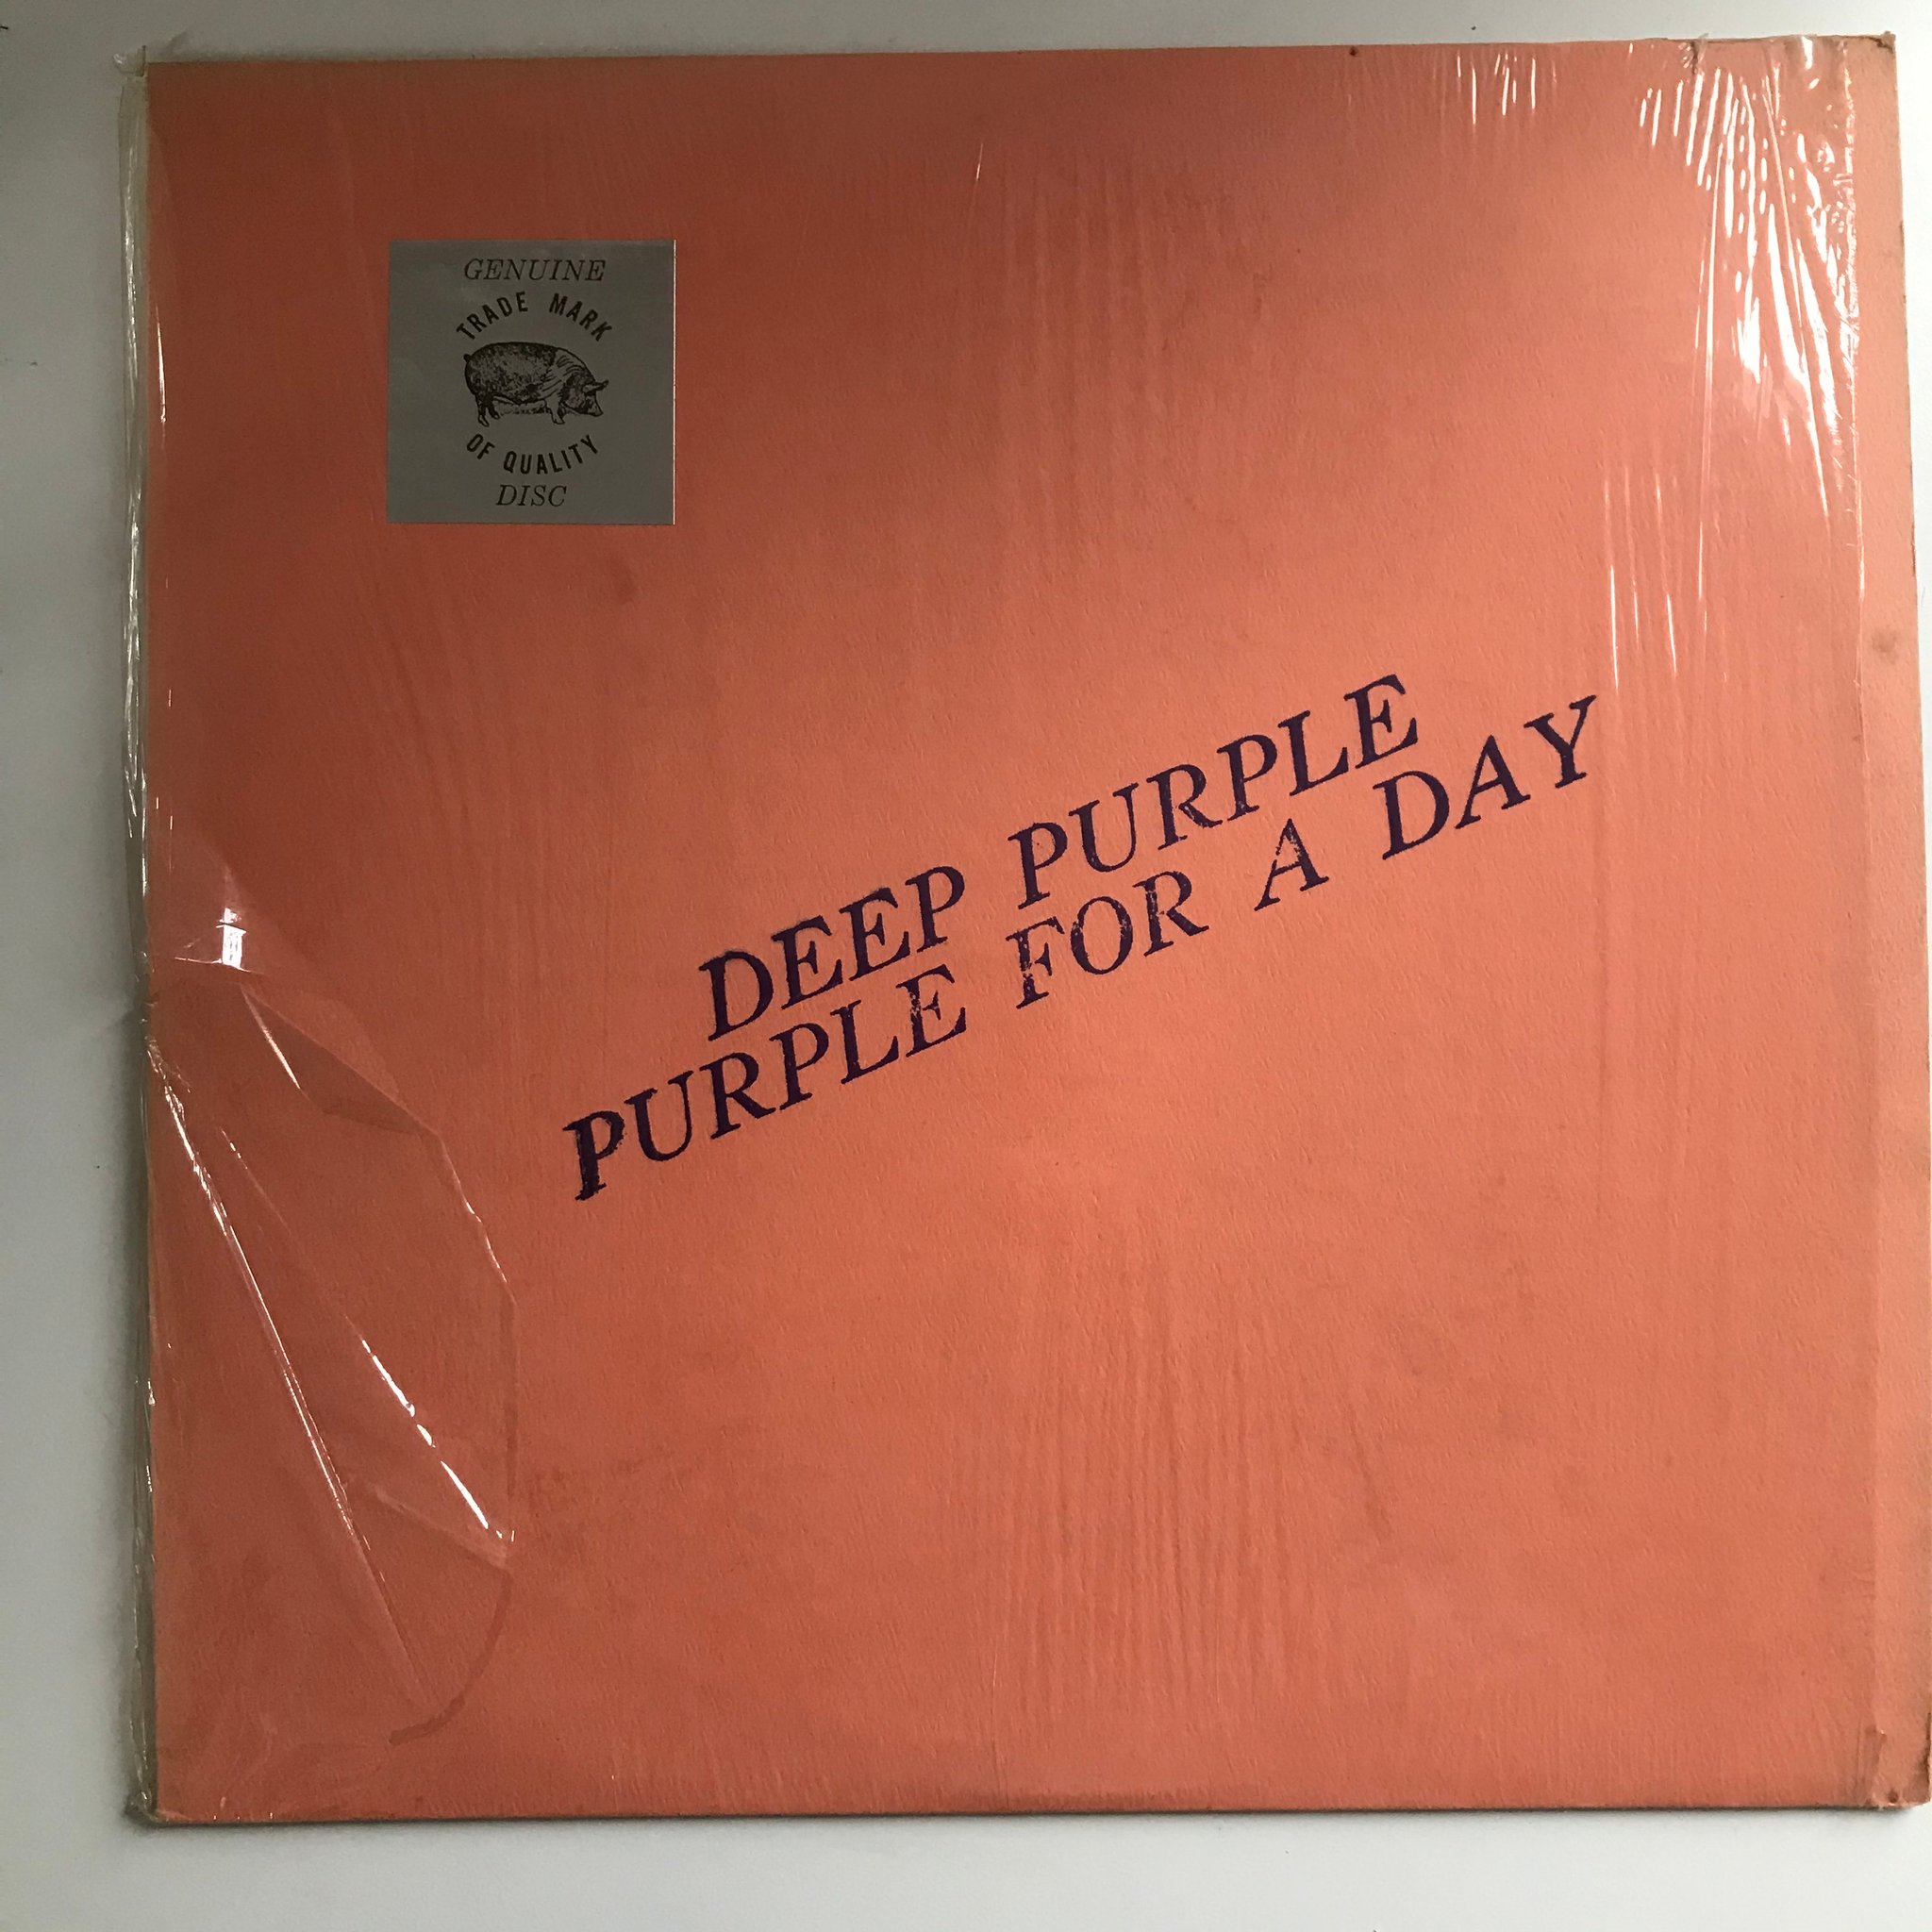 GENUINE
TRADE MARK
OF QUALITY
DISC
DEEP PURPLE
PURPLE FOR A DAY